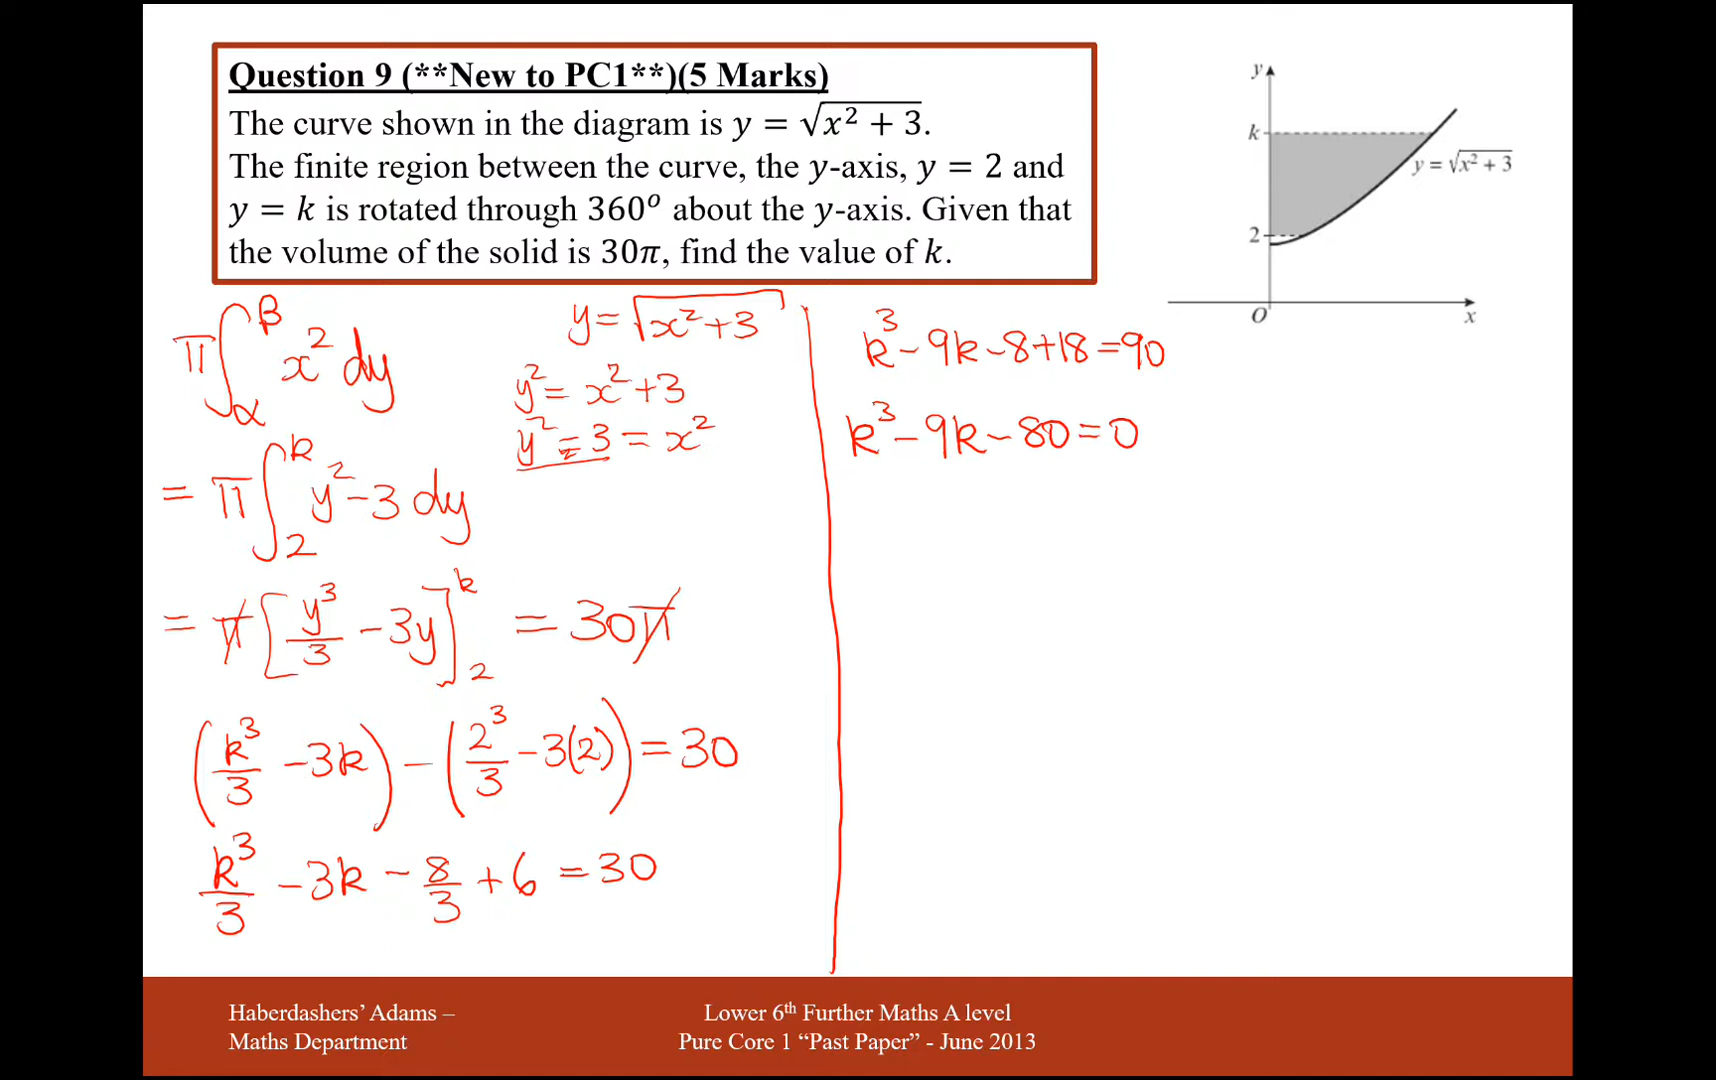 Question 9 (**New to PC1**)(5 Marks)
The curve shown in the diagram is y = √(x² + 3).
The finite region between the curve, the y-axis, y = 2 and
y = k is rotated through 360° about the y-axis. Given that
the volume of the solid is 30π, find the value of k.
y
k
y = √(x² + 3)
2
O
x
π∫_α^β x² dy
= π∫_2^k y² − 3 dy
= π[y³/3 − 3y]_2^k = 30π
(k³/3 − 3k) − (2³/3 − 3(2)) = 30
k³/3 − 3k − 8/3 + 6 = 30
y = √(x² + 3)
y² = x² + 3
y² − 3 = x²
k³ − 9k − 8 + 18 = 90
k³ − 9k − 80 = 0
Haberdashers’ Adams –
Maths Department
Lower 6th Further Maths A level
Pure Core 1 “Past Paper” - June 2013